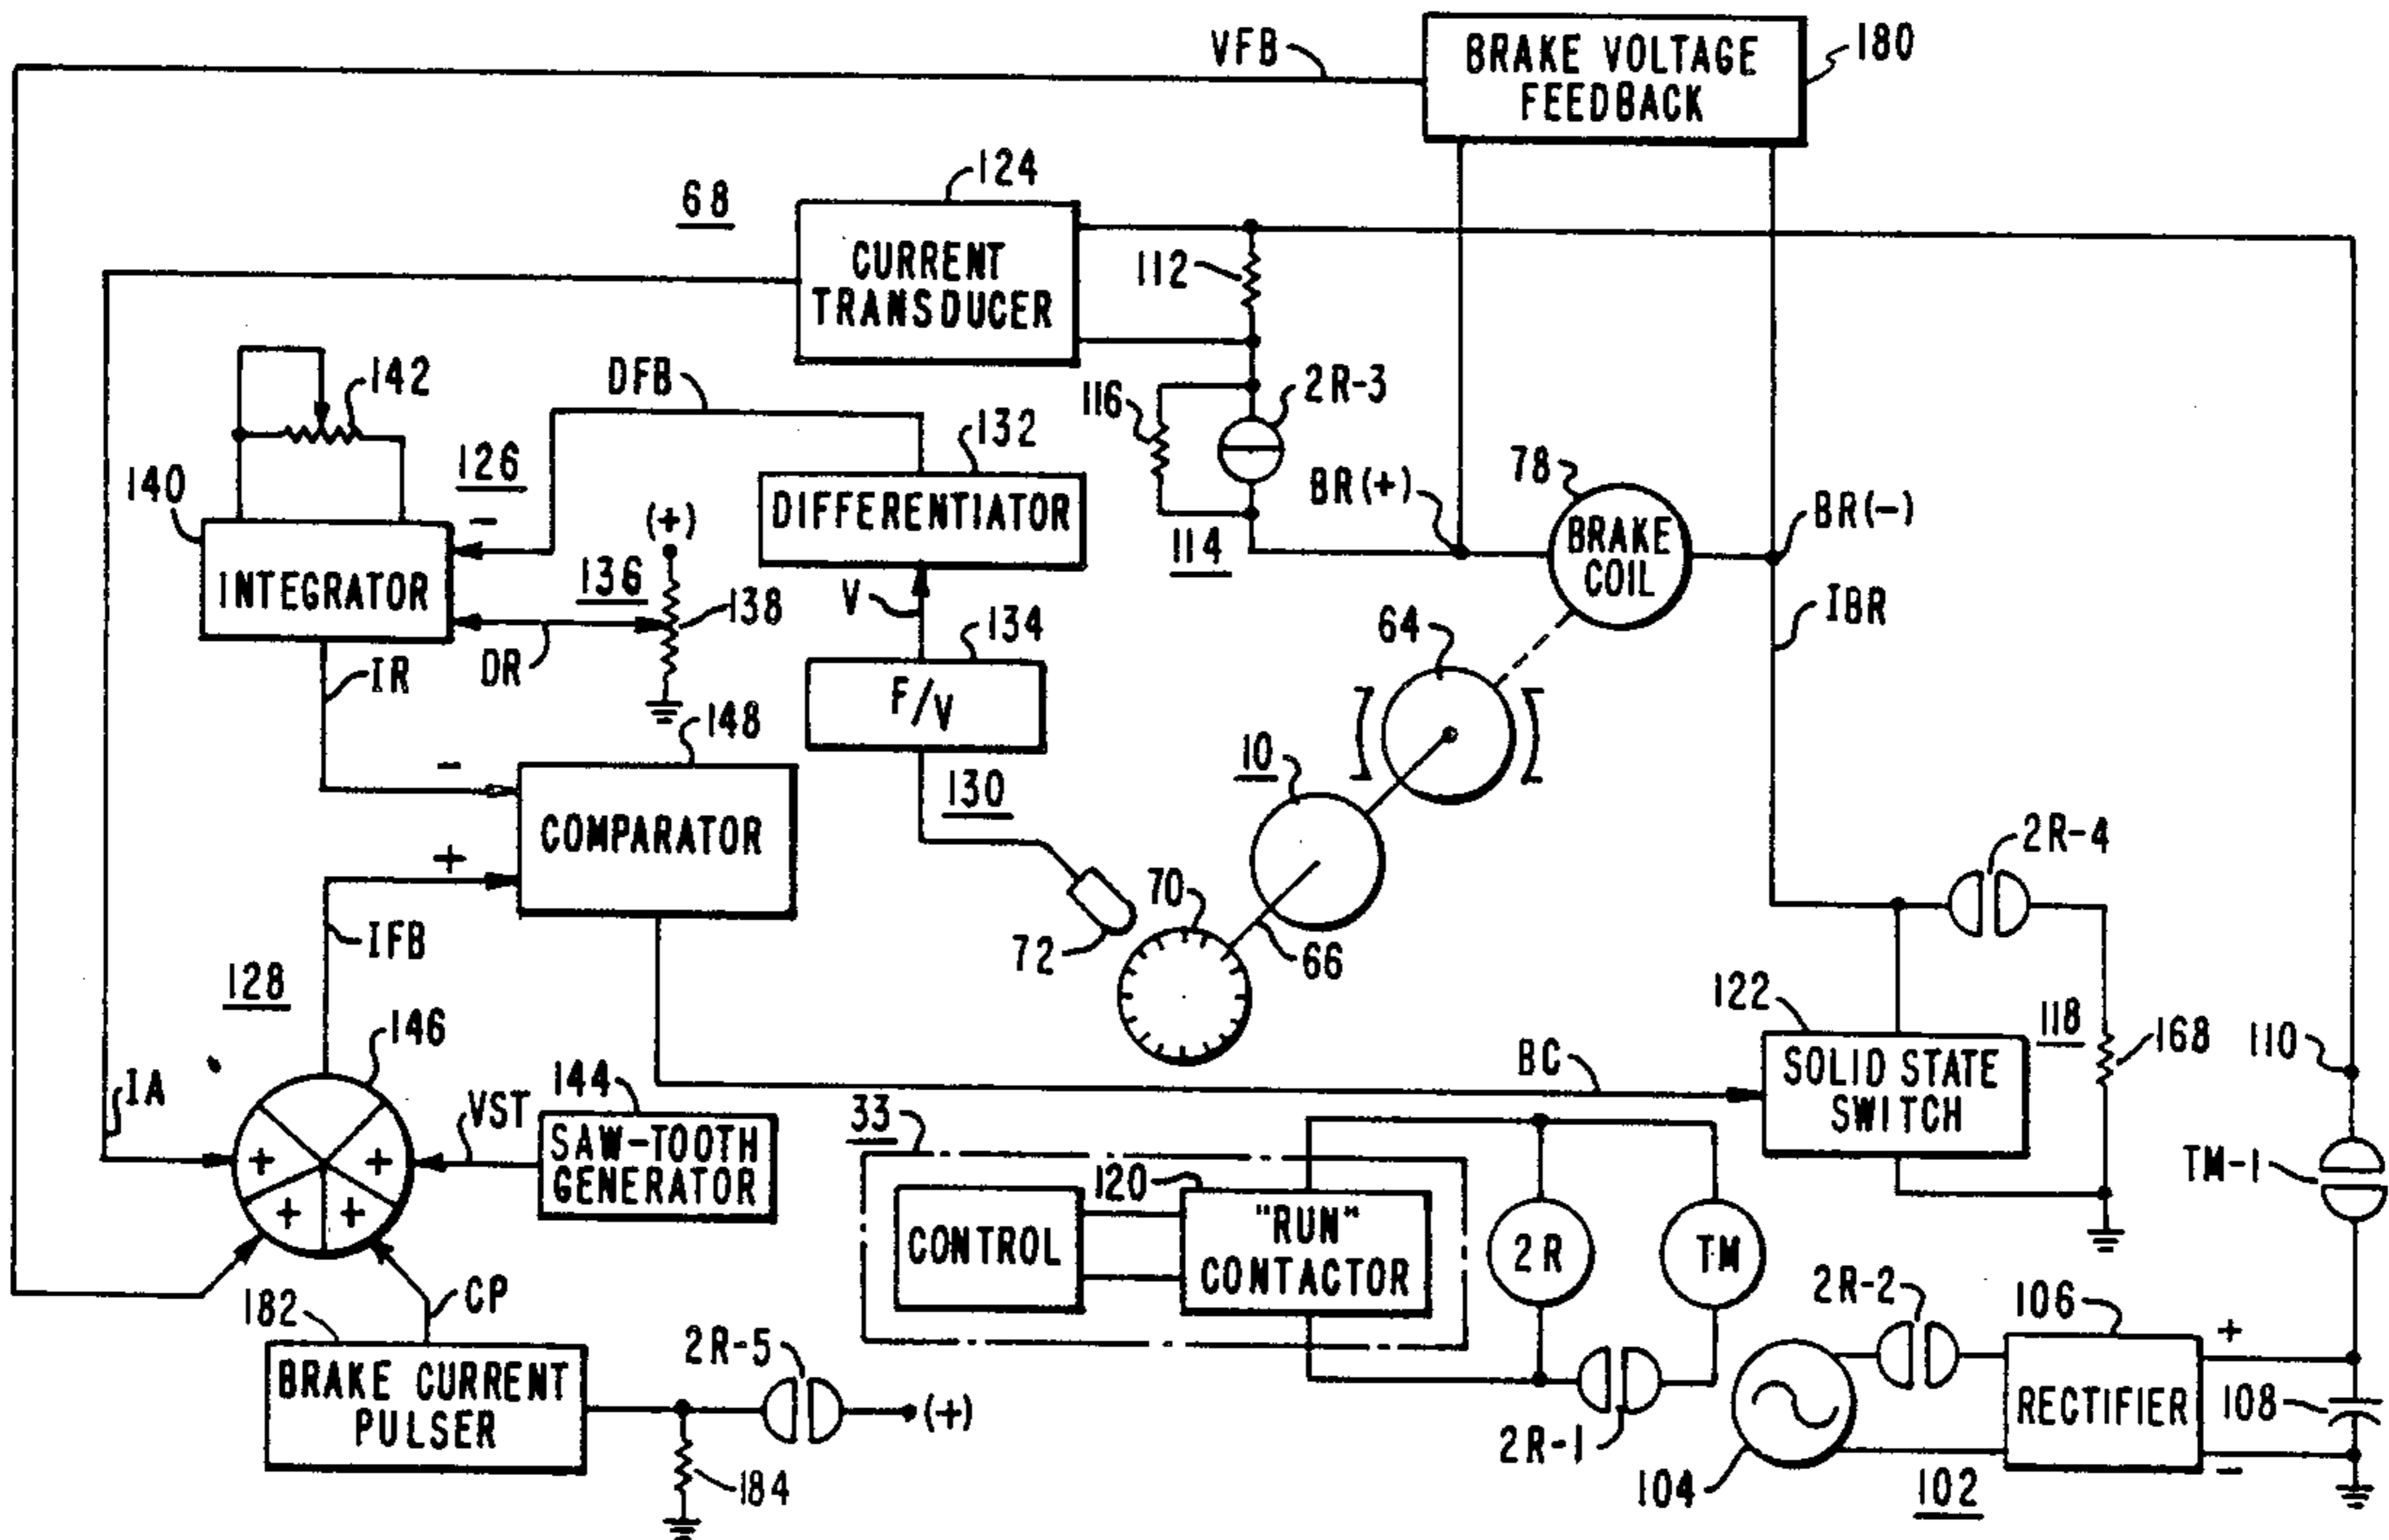 VFB
BRAKE VOLTAGE
FEEDBACK
180
124
68
CURRENT
TRANSDUCER
112
142
DFB
116
2R-3
132
126
140
DIFFERENTIATOR
78
BR(+)
BR(-)
-
(+)
BRAKE
COIL
INTEGRATOR
136
138
114
V
134
64
IBR
DR
IR
F/V
148
-
10
130
COMPARATOR
+
2R-4
70
IFB
72
66
128
122
146
118
168
110
SOLID STATE
SWITCH
BC
IA
VST
144
33
SAW-TOOTH
GENERATOR
+
+
+
+
120
TM-1
CONTROL
"RUN"
CONTACTOR
2R
TM
CP
182
2R-2
106
+
2R-5
BRAKE CURRENT
PULSER
(+)
RECTIFIER
108
2R-1
184
104
102
-